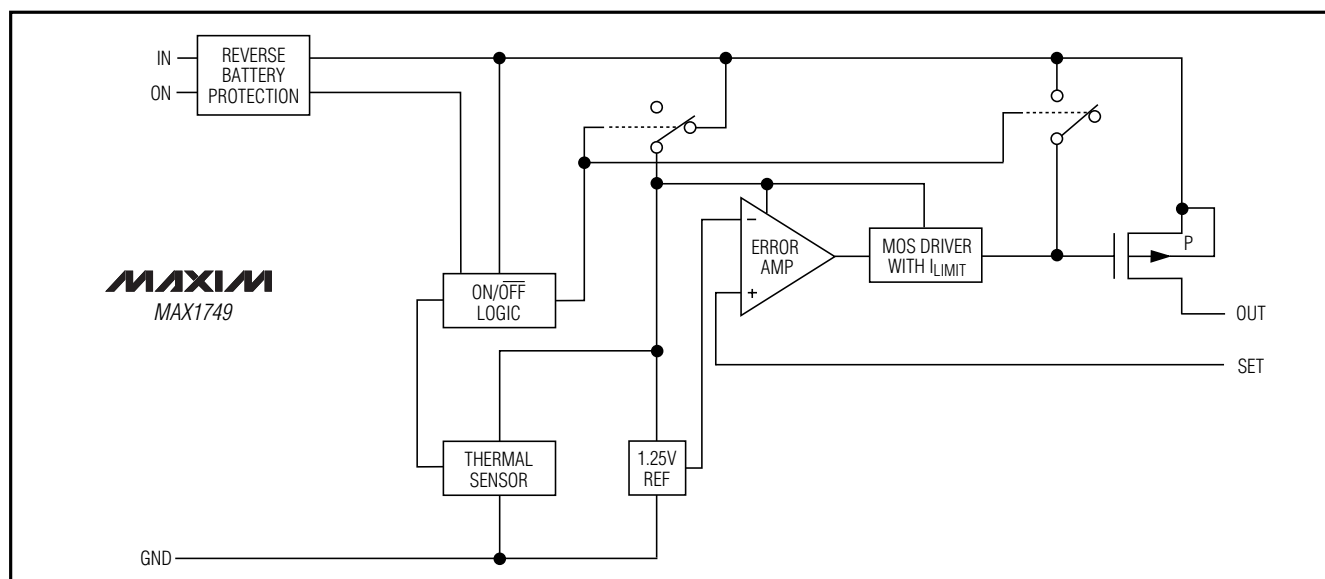 IN
ON
REVERSE
BATTERY
PROTECTION
MAXIM
MAX1749
ON/O̅F̅F̅
LOGIC
−
+
ERROR
AMP
MOS DRIVER
WITH ILIMIT
P
OUT
SET
THERMAL
SENSOR
1.25V
REF
GND